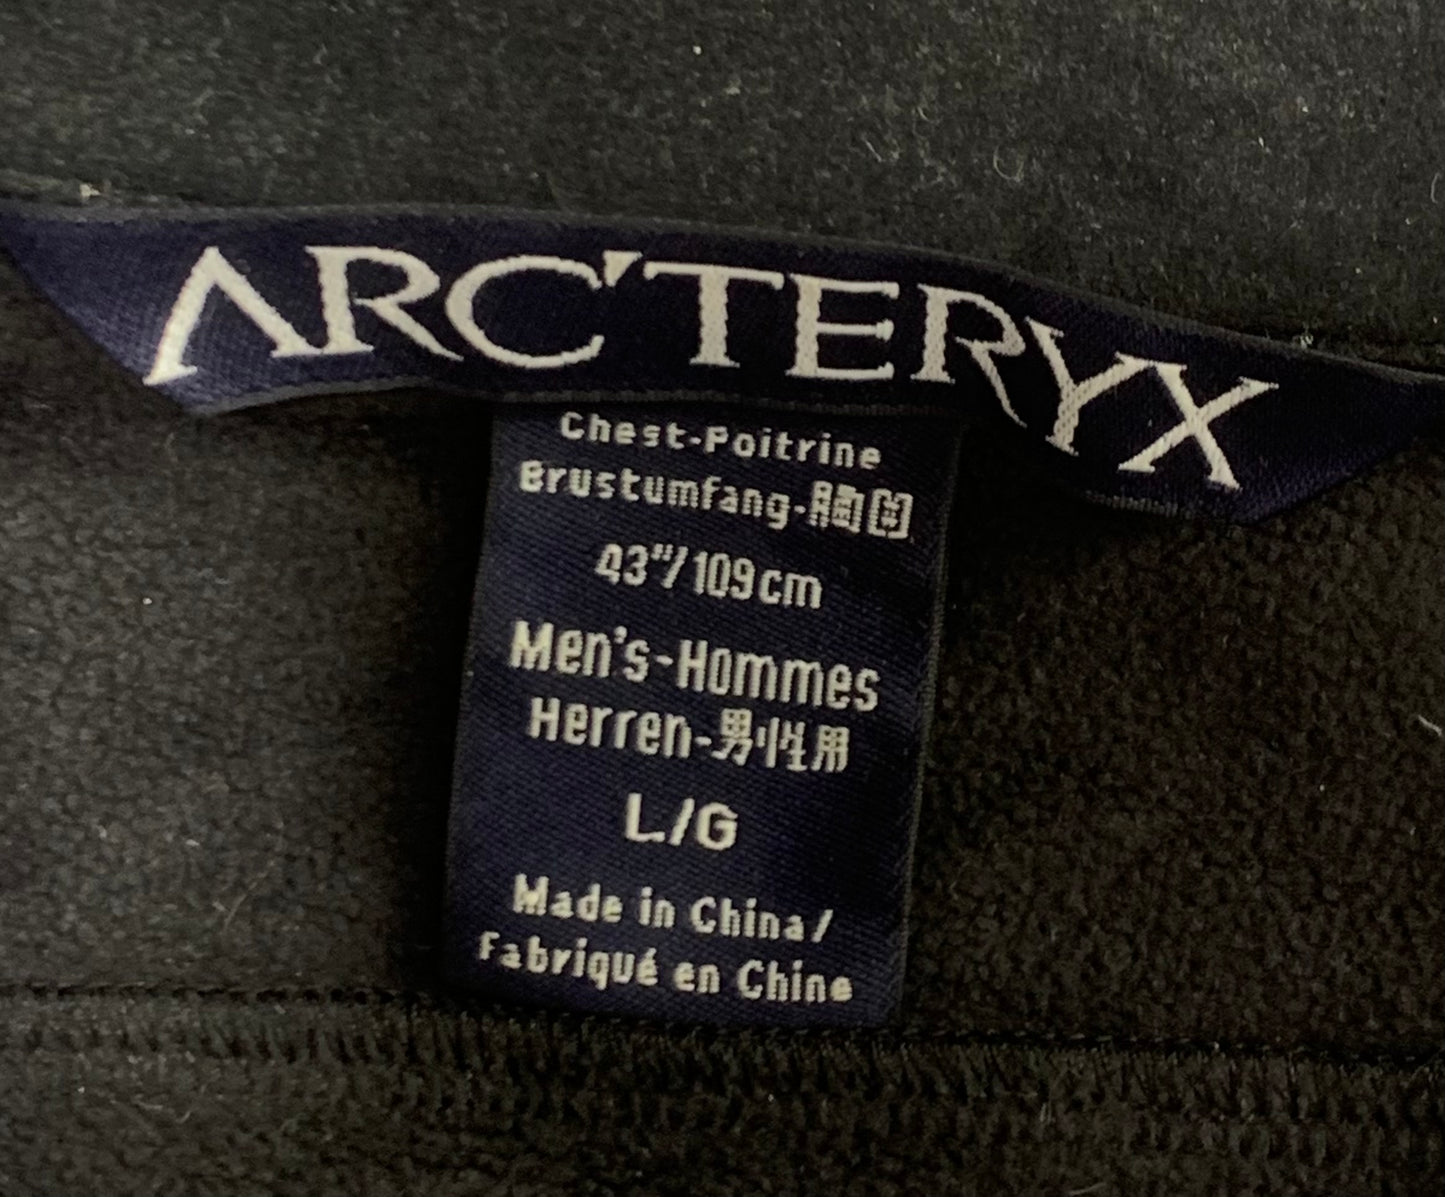 ARC'TERYX
Chest-Poitrine
Brustumfang-胸囲
43"/109cm
Men's-Hommes
Herren-男性用
L/G
Made in China/
Fabriqué en Chine